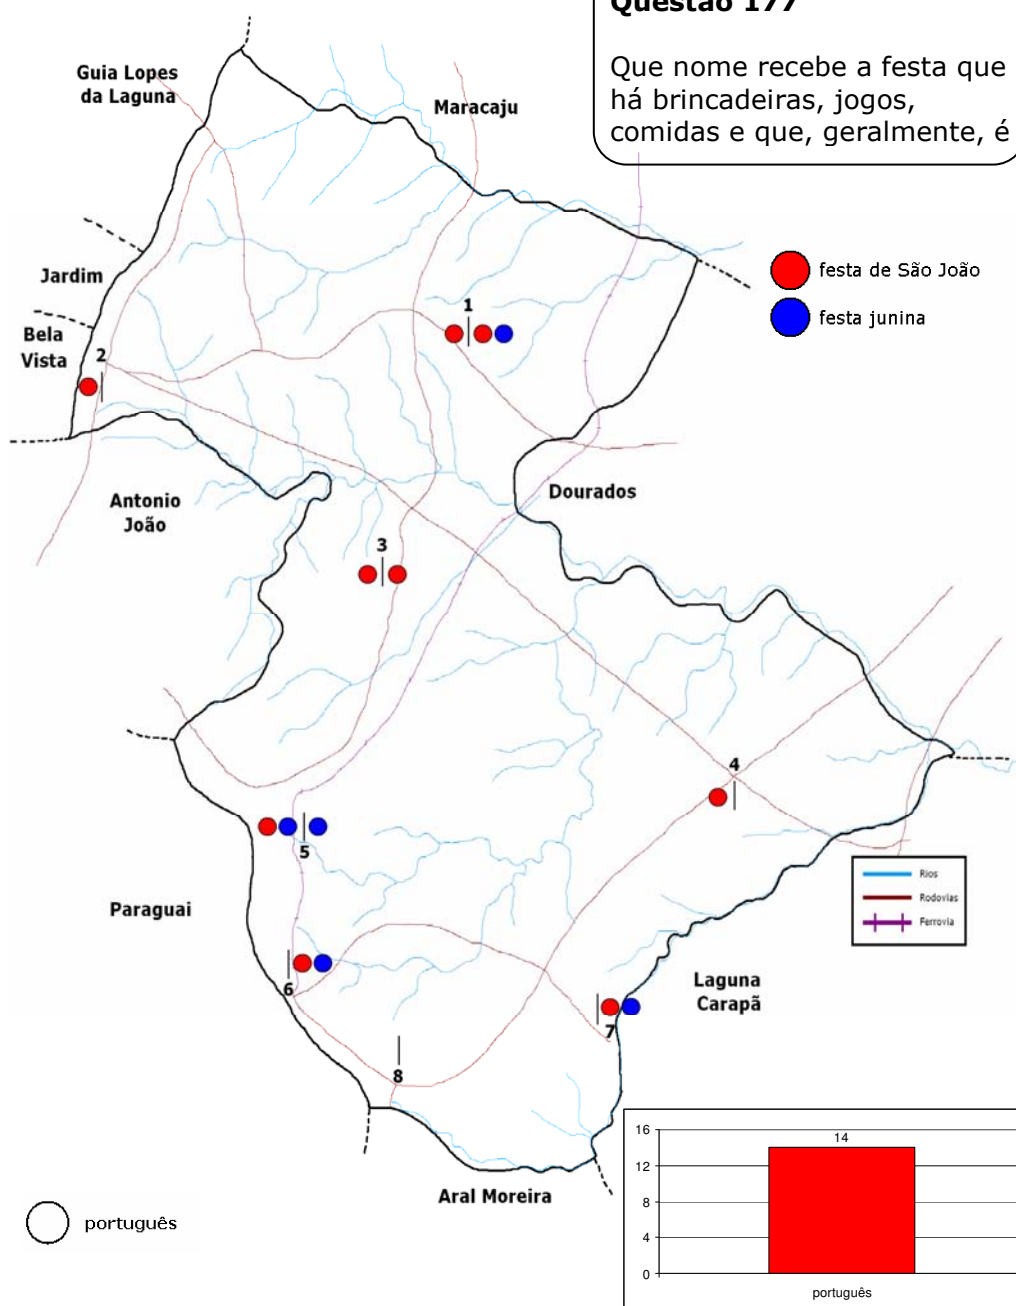 Questão 177
Que nome recebe a festa que
há brincadeiras, jogos,
comidas e que, geralmente, é
Guia Lopes
da Laguna
Maracaju
festa de São João
festa junina
Jardim
Bela
Vista
1
2
Antonio
João
Dourados
3
4
5
Paraguai
Rios
Rodovias
Ferrovia
6
Laguna
Carapã
7
8
Aral Moreira
português
16
14
12
8
4
0
português